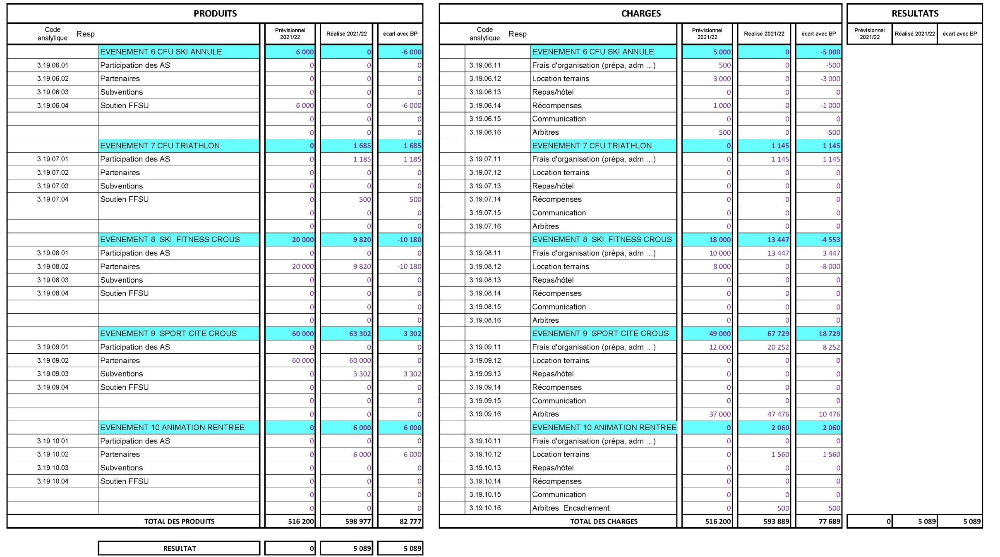 PRODUITS CHARGES RESULTATS
Code analytique Resp Prévisionnel 2021/22 Réalisé 2021/22 écart avec BP Code analytique Resp Prévisionnel 2021/22 Réalisé 2021/22 écart avec BP Prévisionnel 2021/22 Réalisé 2021/22 écart avec BP
EVENEMENT 6 CFU SKI ANNULE 6 000 0 -6 000 EVENEMENT 6 CFU SKI ANNULE 5 000 0 -5 000
3.19.06.01 Participation des AS 0 0 0 3.19.06.11 Frais d'organisation (prépa, adm ...) 500 0 -500
3.19.06.02 Partenaires 0 0 0 3.19.06.12 Location terrains 3 000 0 -3 000
3.19.06.03 Subventions 0 0 0 3.19.06.13 Repas/hôtel 0 0 0
3.19.06.04 Soutien FFSU 6 000 0 -6 000 3.19.06.14 Récompenses 1 000 0 -1 000
0 0 0 3.19.06.15 Communication 0 0 0
0 0 0 3.19.06.16 Arbitres 500 0 -500
EVENEMENT 7 CFU TRIATHLON 0 1 685 1 685 EVENEMENT 7 CFU TRIATHLON 0 1 145 1 145
3.19.07.01 Participation des AS 0 1 185 1 185 3.19.07.11 Frais d'organisation (prépa, adm ...) 0 1 145 1 145
3.19.07.02 Partenaires 0 0 0 3.19.07.12 Location terrains 0 0 0
3.19.07.03 Subventions 0 0 0 3.19.07.13 Repas/hôtel 0 0 0
3.19.07.04 Soutien FFSU 0 500 500 3.19.07.14 Récompenses 0 0 0
0 0 0 3.19.07.15 Communication 0 0 0
0 0 0 3.19.07.16 Arbitres 0 0 0
EVENEMENT 8 SKI FITNESS CROUS 20 000 9 820 -10 180 EVENEMENT 8 SKI FITNESS CROUS 18 000 13 447 -4 553
3.19.08.01 Participation des AS 0 0 0 3.19.08.11 Frais d'organisation (prépa, adm ...) 10 000 13 447 3 447
3.19.08.02 Partenaires 20 000 9 820 -10 180 3.19.08.12 Location terrains 8 000 0 -8 000
3.19.08.03 Subventions 0 0 0 3.19.08.13 Repas/hôtel 0 0 0
3.19.08.04 Soutien FFSU 0 0 0 3.19.08.14 Récompenses 0 0 0
0 0 0 3.19.08.15 Communication 0 0 0
0 0 0 3.19.08.16 Arbitres 0 0 0
EVENEMENT 9 SPORT CITE CROUS 60 000 63 302 3 302 EVENEMENT 9 SPORT CITE CROUS 49 000 67 729 18 729
3.19.09.01 Participation des AS 0 0 0 3.19.09.11 Frais d'organisation (prépa, adm ...) 12 000 20 252 8 252
3.19.09.02 Partenaires 60 000 60 000 0 3.19.09.12 Location terrains 0 0 0
3.19.09.03 Subventions 0 3 302 3 302 3.19.09.13 Repas/hôtel 0 0 0
3.19.09.04 Soutien FFSU 0 0 0 3.19.09.14 Récompenses 0 0 0
0 0 0 3.19.09.15 Communication 0 0 0
0 0 0 3.19.09.16 Arbitres 37 000 47 476 10 476
EVENEMENT 10 ANIMATION RENTREE 0 6 000 6 000 EVENEMENT 10 ANIMATION RENTREE 0 2 060 2 060
3.19.10.01 Participation des AS 0 0 0 3.19.10.11 Frais d'organisation (prépa, adm ...) 0 0 0
3.19.10.02 Partenaires 0 6 000 6 000 3.19.10.12 Location terrains 0 1 560 1 560
3.19.10.03 Subventions 0 0 0 3.19.10.13 Repas/hôtel 0 0 0
3.19.10.04 Soutien FFSU 0 0 0 3.19.10.14 Récompenses 0 0 0
0 0 0 3.19.10.15 Communication 0 0 0
0 0 0 3.19.10.16 Arbitres Encadrement 0 500 500
TOTAL DES PRODUITS 516 200 598 977 82 777 TOTAL DES CHARGES 516 200 593 889 77 689 0 5 089 5 089
RESULTAT 0 5 089 5 089